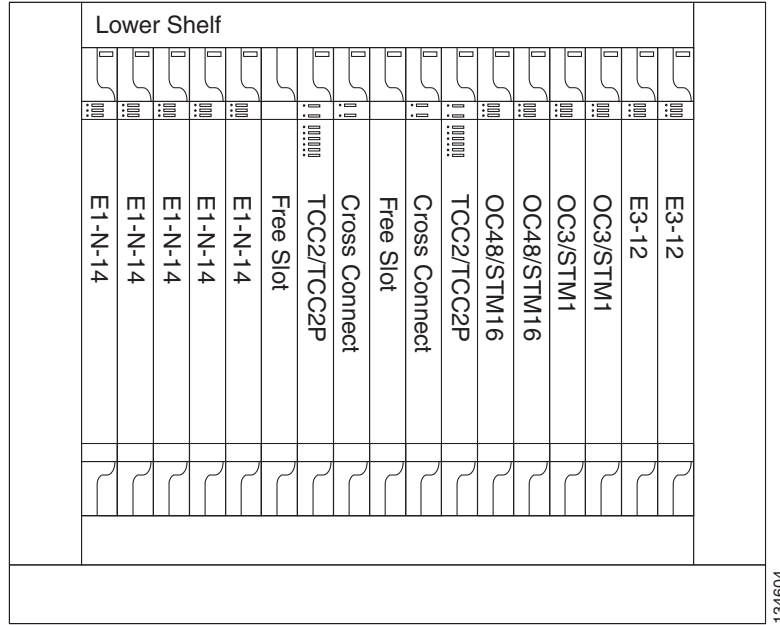 Lower Shelf
E1-N-14
E1-N-14
E1-N-14
E1-N-14
E1-N-14
Free Slot
TCC2/TCC2P
Cross Connect
Free Slot
Cross Connect
TCC2/TCC2P
OC48/STM16
OC48/STM16
OC3/STM1
OC3/STM1
E3-12
E3-12
134604